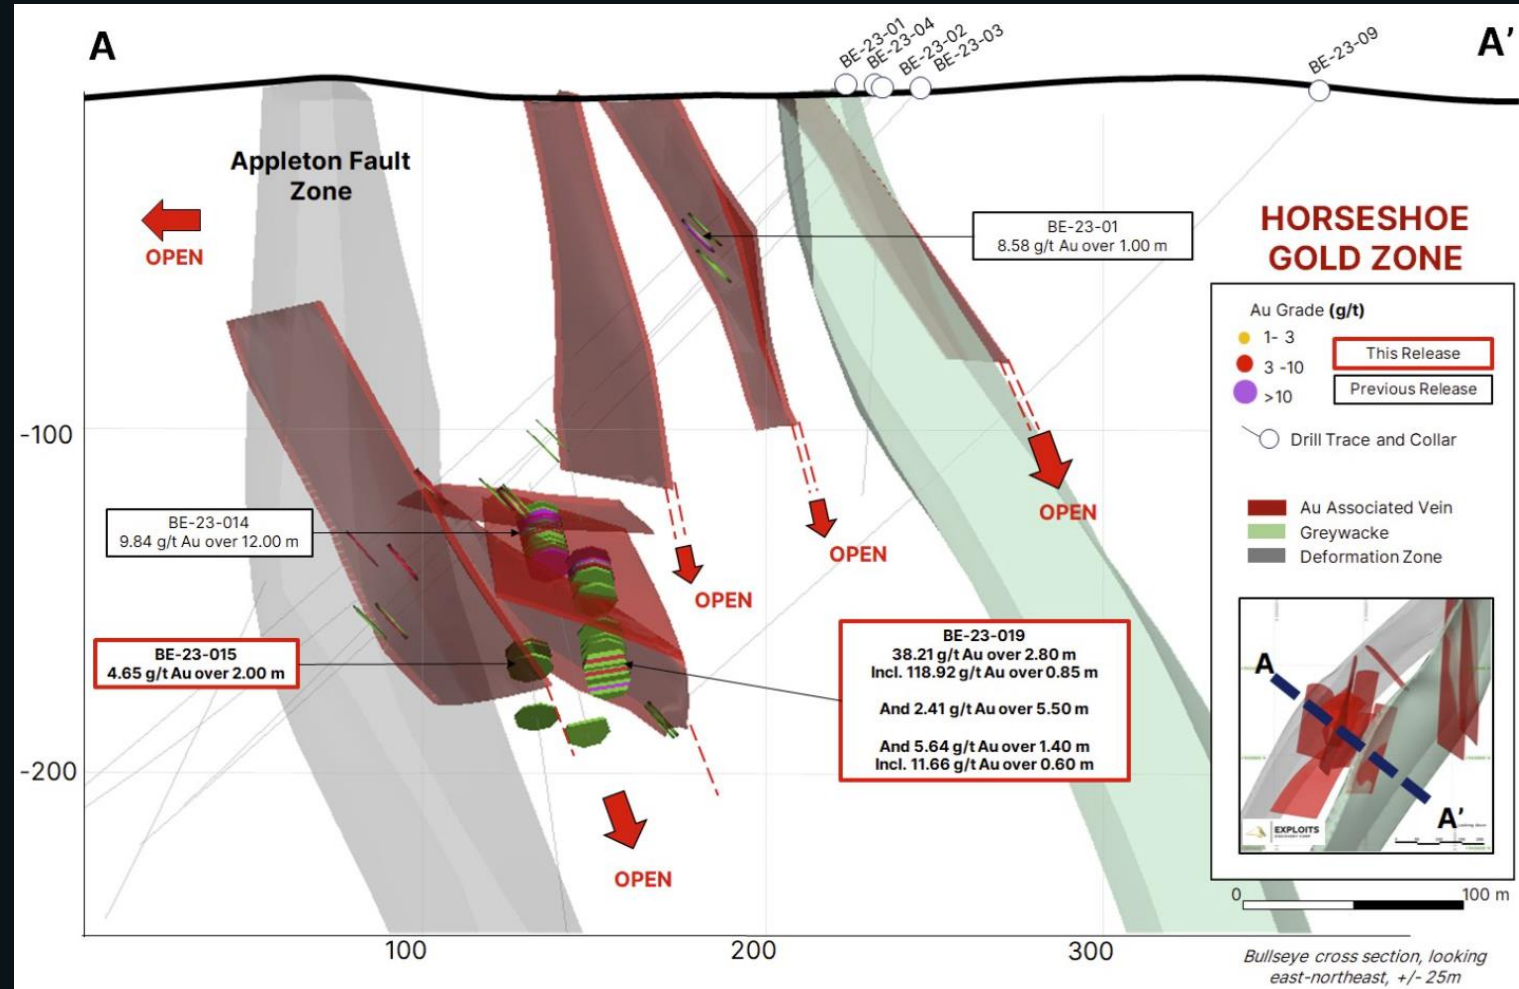 A
BE-23-01
BE-23-04
BE-23-02
BE-23-03
BE-23-09
A’
Appleton Fault
Zone
OPEN
BE-23-01
8.58 g/t Au over 1.00 m
HORSESHOE
GOLD ZONE
Au Grade (g/t)
1- 3
3 -10
>10
This Release
Previous Release
Drill Trace and Collar
Au Associated Vein
Greywacke
Deformation Zone
-100
OPEN
OPEN
OPEN
BE-23-014
9.84 g/t Au over 12.00 m
BE-23-015
4.65 g/t Au over 2.00 m
BE-23-019
38.21 g/t Au over 2.80 m
Incl. 118.92 g/t Au over 0.85 m
And 2.41 g/t Au over 5.50 m
And 5.64 g/t Au over 1.40 m
Incl. 11.66 g/t Au over 0.60 m
A
A’
EXPLOITS
-200
OPEN
0
100 m
100
200
300
Bullseye cross section, looking
east-northeast, +/- 25m